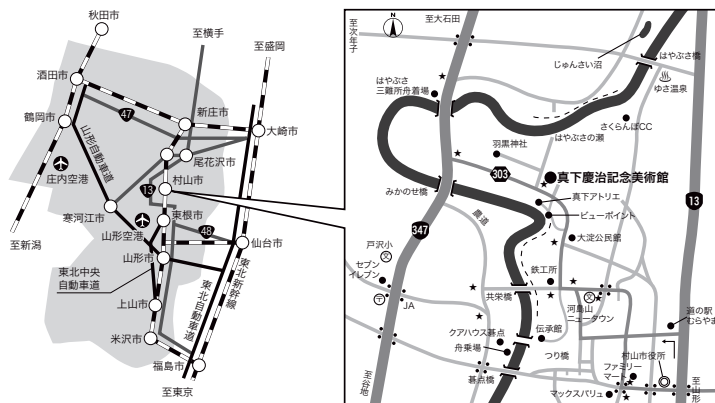 秋田市
至横手
至盛岡
酒田市
新庄市
鶴岡市
47
大崎市
山形自動車道
尾花沢市
庄内空港
13
村山市
寒河江市
東根市
山形空港
48
至新潟
仙台市
山形市
東北中央
自動車道
東北新幹線
東北自動車道
上山市
米沢市
福島市
至東京
N
至大石田
至次年子
じゅんさい沼
はやぶさ橋
ゆさ温泉
はやぶさ
三難所舟着場
さくらんぼCC
はやぶさの瀬
羽黒神社
303
真下慶治記念美術館
みかのせ橋
真下アトリエ
ビューポイント
13
農道
大淀公民館
347
戸沢小
文
セブン
イレブン
鉄工所
〒
JA
共栄橋
文
河島山
ニュータウン
道の駅
むらやま
クアハウス碁点
伝承館
舟乗場
つり橋
村山市役所
ファミリー
マート
碁点橋
至谷地
マックスバリュ
至山形